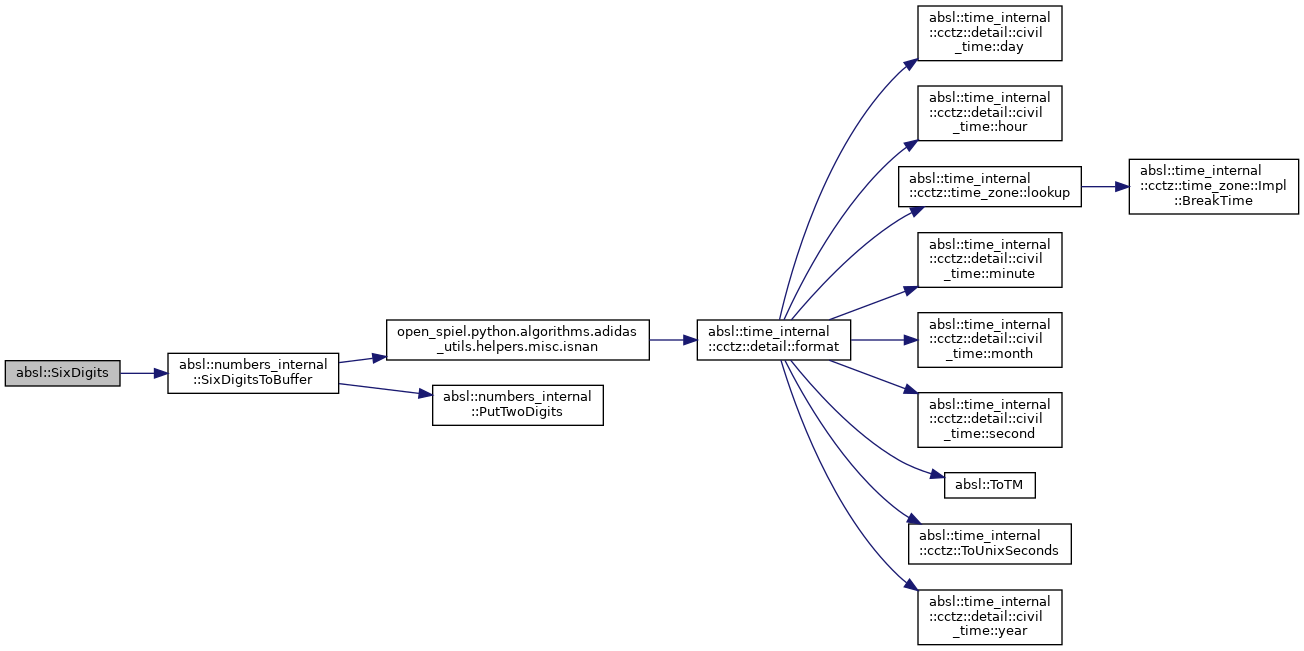 absl::SixDigits
absl::numbers_internal
::SixDigitsToBuffer
open_spiel.python.algorithms.adidas
_utils.helpers.misc.isnan
absl::numbers_internal
::PutTwoDigits
absl::time_internal
::cctz::detail::format
absl::time_internal
::cctz::detail::civil
_time::day
absl::time_internal
::cctz::detail::civil
_time::hour
absl::time_internal
::cctz::time_zone::lookup
absl::time_internal
::cctz::time_zone::Impl
::BreakTime
absl::time_internal
::cctz::detail::civil
_time::minute
absl::time_internal
::cctz::detail::civil
_time::month
absl::time_internal
::cctz::detail::civil
_time::second
absl::ToTM
absl::time_internal
::cctz::ToUnixSeconds
absl::time_internal
::cctz::detail::civil
_time::year